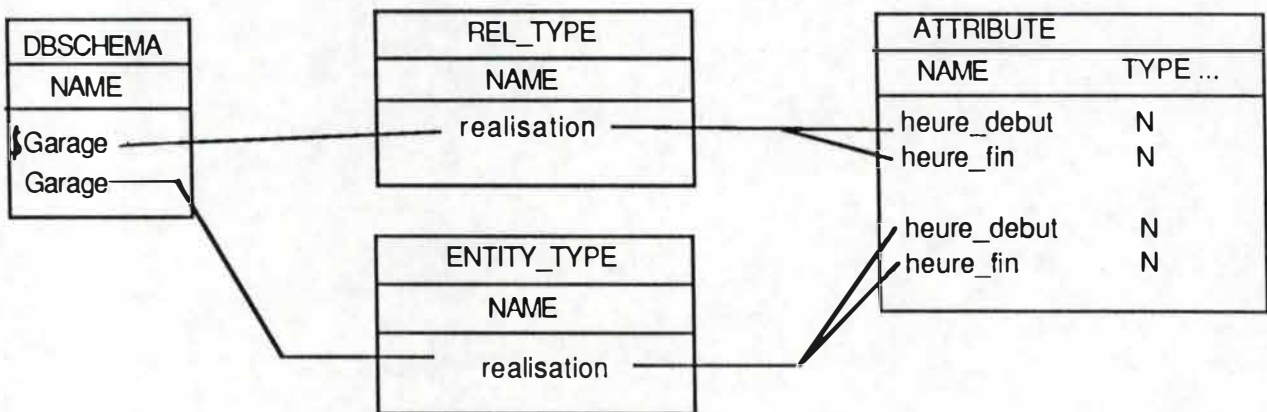 DBSCHEMA
NAME
$Garage
Garage
REL_TYPE
NAME
realisation
ENTITY_TYPE
NAME
realisation
ATTRIBUTE
NAME TYPE ...
heure_debut N
heure_fin N
heure_debut N
heure_fin N